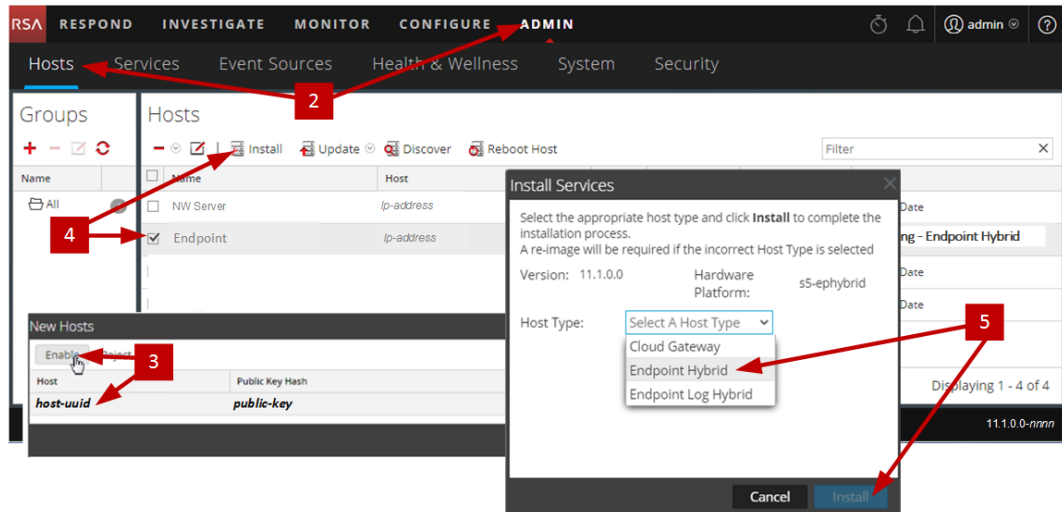 RSA RESPOND INVESTIGATE MONITOR CONFIGURE ADMIN admin ?
Hosts Services Event Sources Health & Wellness System Security
2
Groups
Hosts
Install Update Discover Reboot Host
Filter X
Name
Name Host
All
NW Server Ip-address
Date
4
Endpoint Ip-address
ng - Endpoint Hybrid
Date
Date
Displaying 1 - 4 of 4
11.1.0.0-nnnn
New Hosts
Enable Reject
3
Host Public Key Hash
host-uuid public-key
Install Services
Select the appropriate host type and click Install to complete the
installation process.
A re-image will be required if the incorrect Host Type is selected
Version: 11.1.0.0 Hardware
Platform: s5-ephybrid
Host Type: Select A Host Type
5
Cloud Gateway
Endpoint Hybrid
Endpoint Log Hybrid
Cancel Install